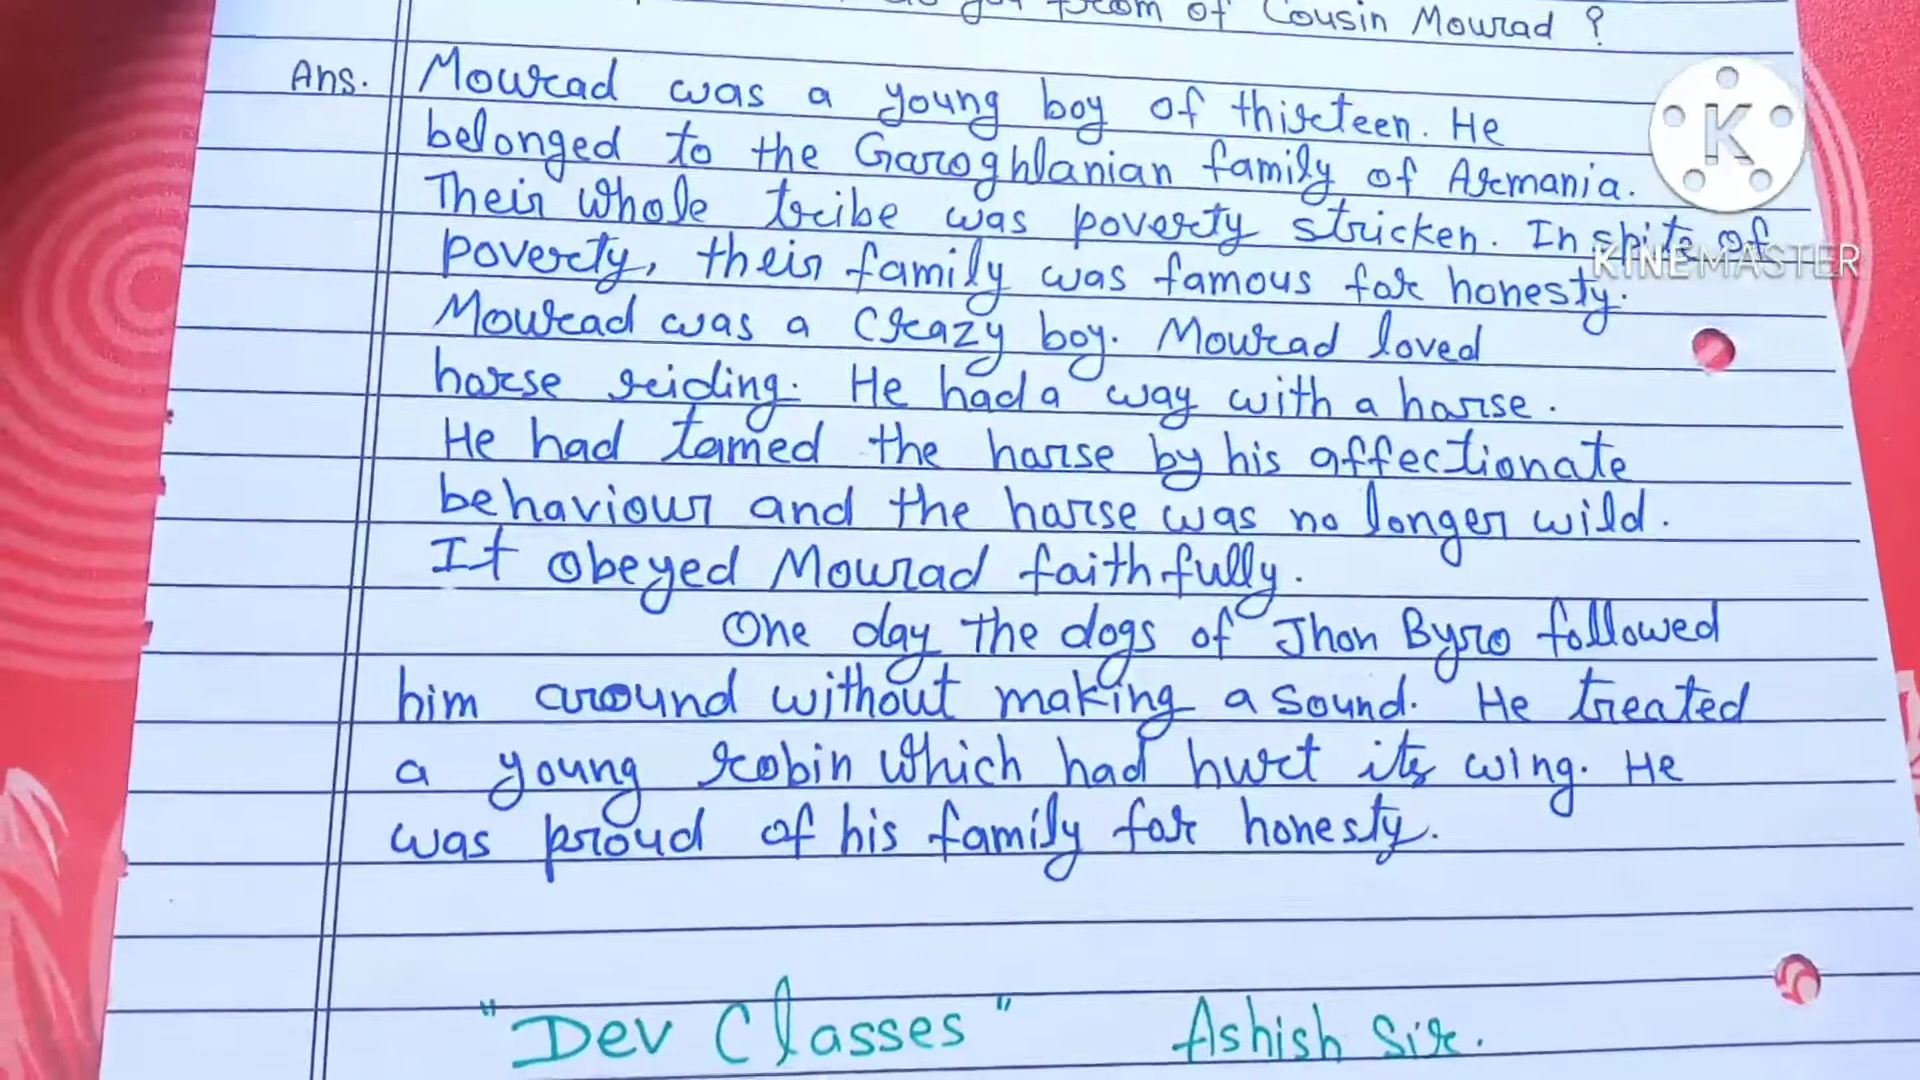 of Cousin Mourad ?
Ans. Mourad was a young boy of thirteen. He
belonged to the Garoghlanian family of Armania.
Their whole tribe was poverty stricken. In spite of
poverty, their family was famous for honesty.
Mourad was a Crazy boy. Mourad loved
horse riding. He had a way with a horse.
He had tamed the horse by his affectionate
behaviour and the horse was no longer wild.
It obeyed Mourad faithfully.
One day the dogs of Jhon Byro followed
him around without making a sound. He treated
a young robin which had hurt its wing. He
was proud of his family for honesty.
"Dev Classes" Ashish Sir.
K
KINEMASTER